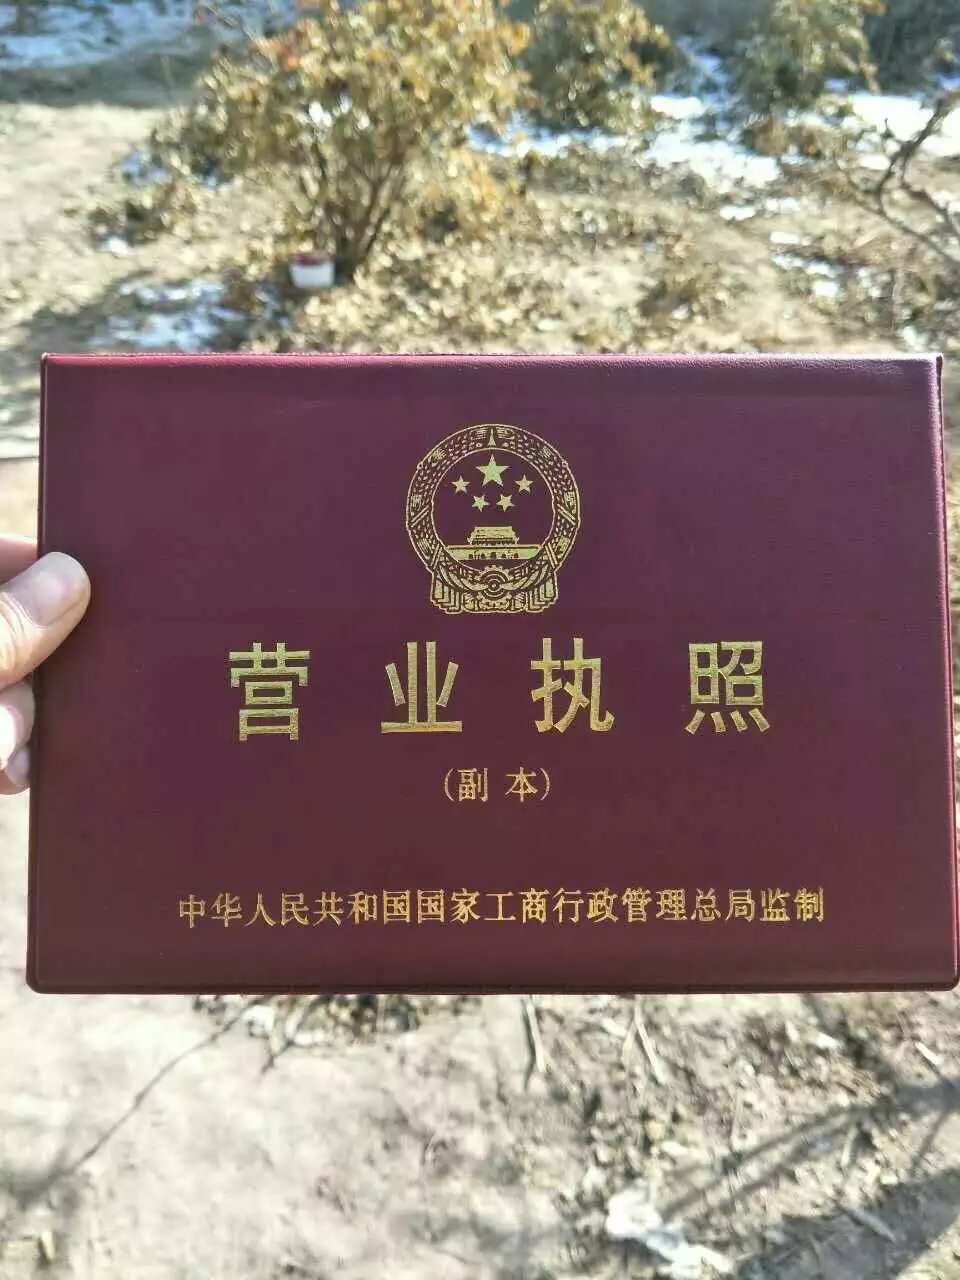 营业执照
(副本)
中华人民共和国国家工商行政管理总局监制